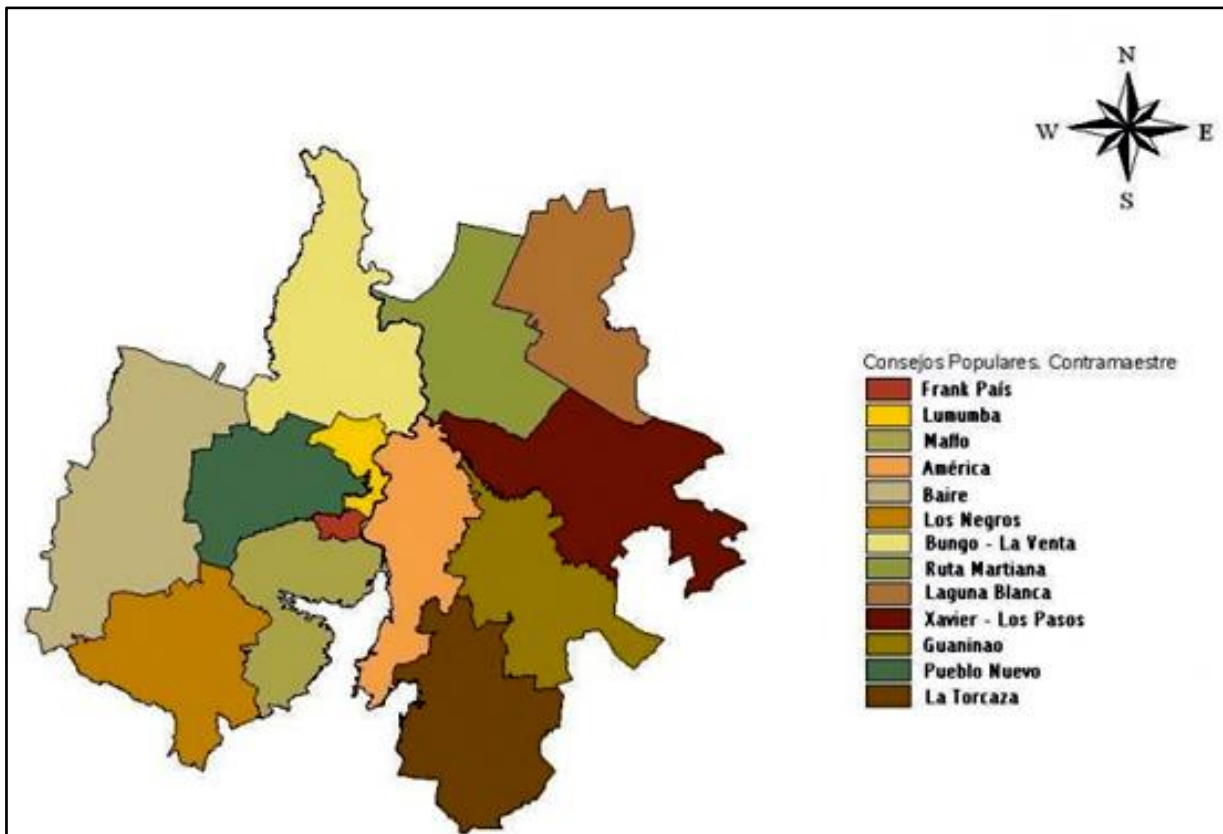 N
W E
S
Consejos Populares. Contramaestre
Frank País
Lumumba
Maffo
América
Baire
Los Negros
Bungo - La Venta
Ruta Martiana
Laguna Blanca
Xavier - Los Pasos
Guaninao
Pueblo Nuevo
La Torcaza